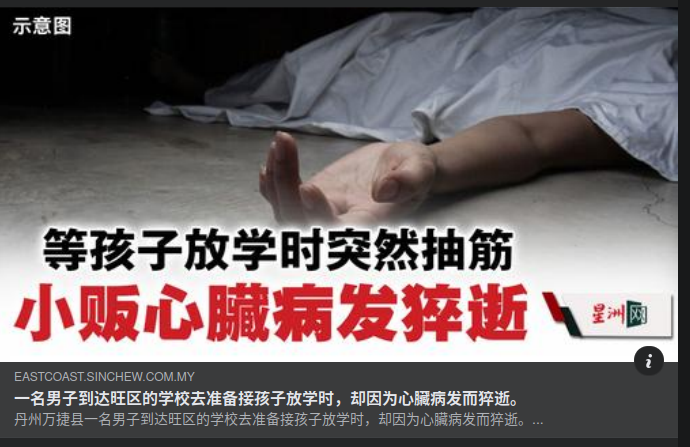 示意图
等孩子放学时突然抽筋
小贩心臟病发猝逝
星洲网
i
EASTCOAST.SINCHEW.COM.MY
一名男子到达旺区的学校去准备接孩子放学时，却因为心臟病发而猝逝。
丹州万捷县一名男子到达旺区的学校去准备接孩子放学时，却因为心臟病发而猝逝。...